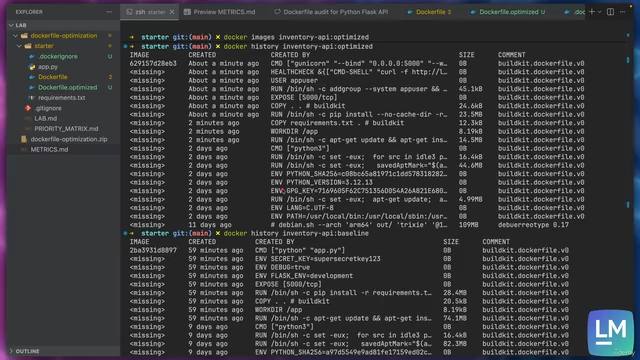 EXPLORER
LAB
dockerfile-optimization
starter
.dockerignore
app.py
Dockerfile 3
Dockerfile.optimized 2
requirements.txt
.gitignore
LAB.md
PRIORITY_MATRIX.md
dockerfile-optimization.zip
METRICS.md
OUTLINE
zsh
Preview METRICS.md
Dockerfile audit for Python Flask API
Dockerfile 3
Dockerfile.optimized 2
starter git:(main) ✗ docker images inventory-api:optimized
starter git:(main) ✗ docker history inventory-api:optimized
IMAGE CREATED CREATED BY SIZE COMMENT
629157d28eb3 About a minute ago CMD ["gunicorn" "--bind" "0.0.0.0:5000" "--w… 0B buildkit.dockerfile.v0
<missing> About a minute ago HEALTHCHECK &{["CMD-SHELL" "curl -f http://l… 0B buildkit.dockerfile.v0
<missing> About a minute ago USER appuser 0B buildkit.dockerfile.v0
<missing> About a minute ago RUN /bin/sh -c addgroup --system appuser && … 45.1kB buildkit.dockerfile.v0
<missing> About a minute ago EXPOSE [5000/tcp] 0B buildkit.dockerfile.v0
<missing> About a minute ago COPY . . # buildkit 24.6kB buildkit.dockerfile.v0
<missing> About a minute ago RUN /bin/sh -c pip install --no-cache-dir -r… 23.5MB buildkit.dockerfile.v0
<missing> 2 minutes ago COPY requirements.txt . # buildkit 12.3kB buildkit.dockerfile.v0
<missing> 2 minutes ago WORKDIR /app 8.19kB buildkit.dockerfile.v0
<missing> 2 minutes ago RUN /bin/sh -c apt-get update && apt-get ins… 14.5MB buildkit.dockerfile.v0
<missing> 2 days ago CMD ["python3"] 0B buildkit.dockerfile.v0
<missing> 2 days ago RUN /bin/sh -c set -eux; for src in idle3 p… 16.4kB buildkit.dockerfile.v0
<missing> 2 days ago RUN /bin/sh -c set -eux; savedAptMark="$(a… 44.6MB buildkit.dockerfile.v0
<missing> 2 days ago 0B buildkit.dockerfile.v0
<missing> 2 days ago ENV PYTHON_VERSION=3.12.13 0B buildkit.dockerfile.v0
<missing> 2 days ago 0B buildkit.dockerfile.v0
<missing> 2 days ago RUN /bin/sh -c set -eux; apt-get update; a… 4.99MB buildkit.dockerfile.v0
<missing> 2 days ago ENV LANG=C.UTF-8 0B buildkit.dockerfile.v0
<missing> 2 days ago ENV PATH=/usr/local/bin:/usr/local/sbin:/usr… 0B buildkit.dockerfile.v0
<missing> 11 days ago # debian.sh --arch 'arm64' out/ 'trixie' '@1… 109MB debuerreotype 0.17
starter git:(main) ✗ docker history inventory-api:baseline
IMAGE CREATED CREATED BY SIZE COMMENT
2ba3931d8897 59 minutes ago CMD ["python" "app.py"] 0B buildkit.dockerfile.v0
<missing> 59 minutes ago ENV SECRET_KEY=supersecretkey123 0B buildkit.dockerfile.v0
<missing> 59 minutes ago ENV DEBUG=true 0B buildkit.dockerfile.v0
<missing> 59 minutes ago ENV FLASK_ENV=development 0B buildkit.dockerfile.v0
<missing> 59 minutes ago EXPOSE [5000/tcp] 0B buildkit.dockerfile.v0
<missing> 59 minutes ago RUN /bin/sh -c pip install -r requirements.t… 28.4MB buildkit.dockerfile.v0
<missing> 59 minutes ago COPY . . # buildkit 20.5kB buildkit.dockerfile.v0
<missing> 59 minutes ago WORKDIR /app 8.19kB buildkit.dockerfile.v0
<missing> 59 minutes ago RUN /bin/sh -c apt-get update && apt-get ins… 74.1MB buildkit.dockerfile.v0
<missing> 9 days ago CMD ["python3"] 0B buildkit.dockerfile.v0
<missing> 9 days ago RUN /bin/sh -c set -eux; for src in idle3 p… 16.4kB buildkit.dockerfile.v0
<missing> 9 days ago RUN /bin/sh -c set -eux; savedAptMark="$(a… 82.3MB buildkit.dockerfile.v0
<missing> 9 days ago 0B buildkit.dockerfile.v0
LM